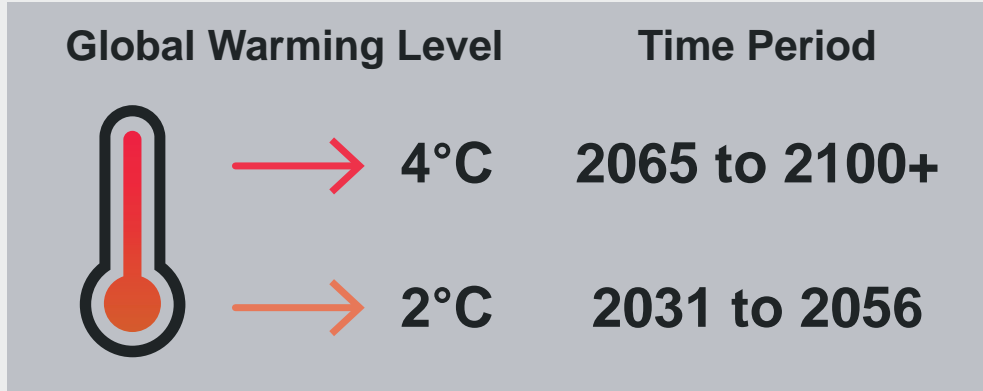 Global Warming Level Time Period
4°C 2065 to 2100+
2°C 2031 to 2056